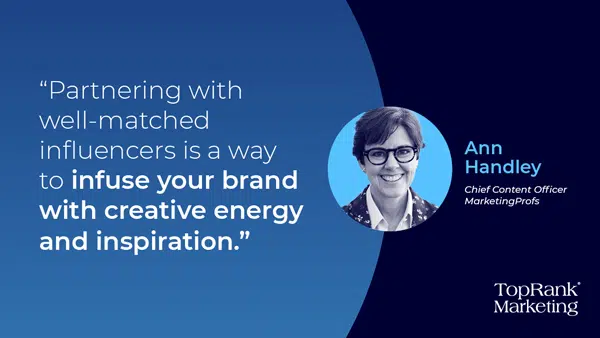 “Partnering with
well-matched
influencers is a way
to infuse your brand
with creative energy
and inspiration.”
Ann
Handley
Chief Content Officer
MarketingProfs
TopRank
Marketing